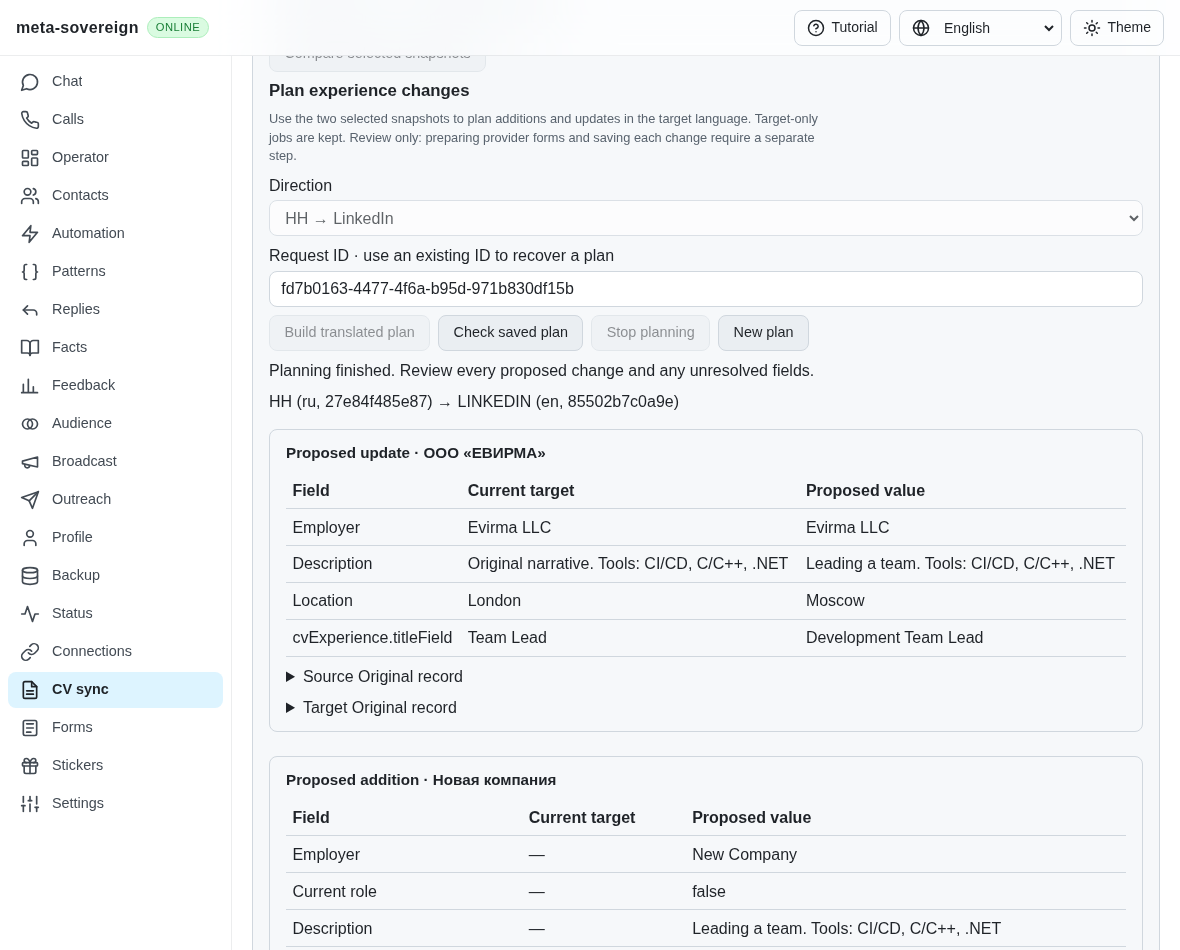 meta-sovereign ONLINE Tutorial English Theme
Chat
Calls
Operator
Contacts
Automation
Patterns
Replies
Facts
Feedback
Audience
Broadcast
Outreach
Profile
Backup
Status
Connections
CV sync
Forms
Stickers
Settings
Compare selected snapshots
Plan experience changes
Use the two selected snapshots to plan additions and updates in the target language. Target-only
jobs are kept. Review only: preparing provider forms and saving each change require a separate
step.
Direction
HH → LinkedIn
Request ID · use an existing ID to recover a plan
fd7b0163-4477-4f6a-b95d-971b830df15b
Build translated plan Check saved plan Stop planning New plan
Planning finished. Review every proposed change and any unresolved fields.
HH (ru, 27e84f485e87) → LINKEDIN (en, 85502b7c0a9e)
Proposed update · ООО «ЕВИРМА»
Field Current target Proposed value
Employer Evirma LLC Evirma LLC
Description Original narrative. Tools: CI/CD, C/C++, .NET Leading a team. Tools: CI/CD, C/C++, .NET
Location London Moscow
cvExperience.titleField Team Lead Development Team Lead
▶ Source Original record
▶ Target Original record
Proposed addition · Новая компания
Field Current target Proposed value
Employer — New Company
Current role — false
Description — Leading a team. Tools: CI/CD, C/C++, .NET